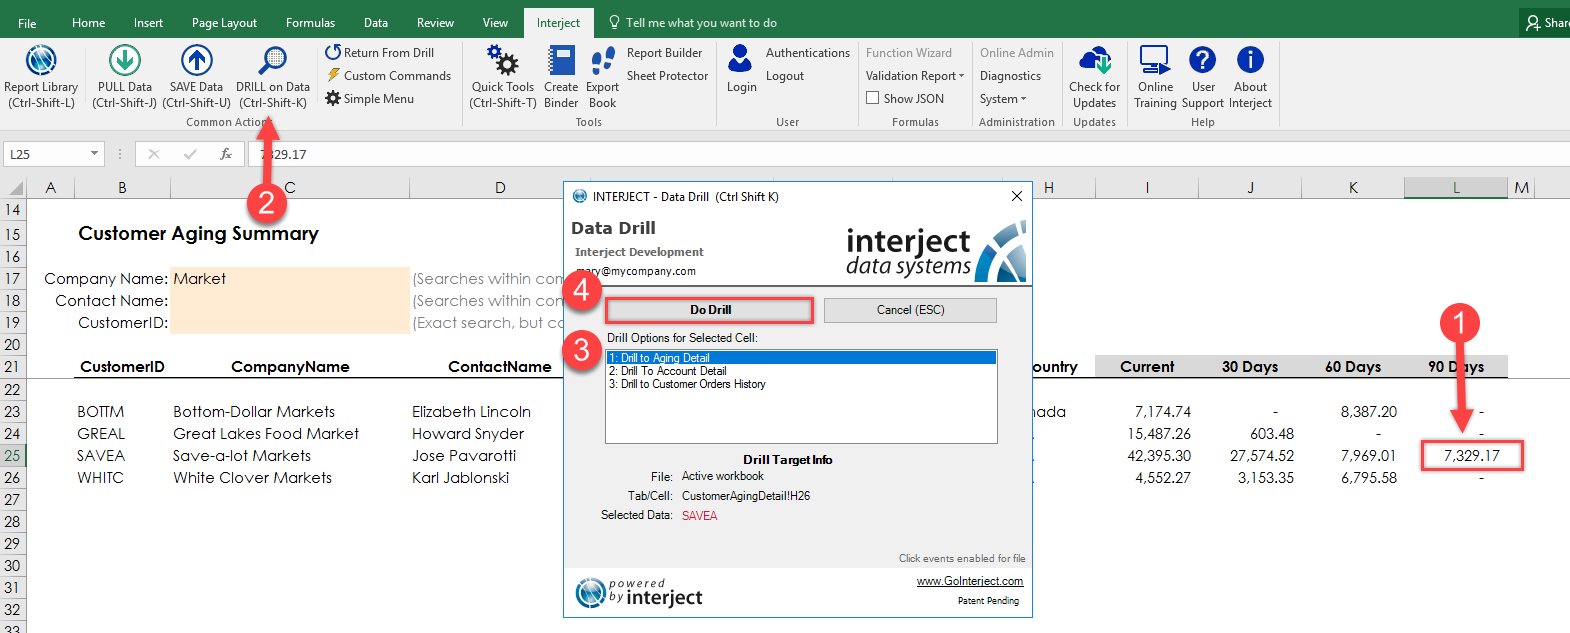 File Home Insert Page Layout Formulas Data Review View Interject Tell me what you want to do
Report Library
(Ctrl-Shift-L)
PULL Data
(Ctrl-Shift-J)
SAVE Data
(Ctrl-Shift-U)
DRILL on Data
(Ctrl-Shift-K)
Return From Drill
Custom Commands
Simple Menu
Common
Quick Tools
(Ctrl-Shift-T)
Create
Binder
Export
Book
Report Builder
Sheet Protector
Tools
Login
Authentications
Logout
User
Function Wizard
Validation Report
Show JSON
Formulas
Online Admin
Diagnostics
System
Administration
Check for
Updates
Updates
Online
Training
User
Support
About
Interject
Help
L25 fx 7329.17
A B C D H I J K L M
14
15 Customer Aging Summary
16
17 Company Name: Market (Searches within
18 Contact Name: (Searches within
19 CustomerID: (Exact search, but
20
21 CustomerID CompanyName ContactName Current 30 Days 60 Days 90 Days
22
23 BOTTM Bottom-Dollar Markets Elizabeth Lincoln 7,174.74 - 8,387.20 -
24 GREAL Great Lakes Food Market Howard Snyder 15,487.26 603.48 - -
25 SAVEA Save-a-lot Markets Jose Pavarotti 42,395.30 27,574.52 7,969.01 7,329.17
26 WHITC White Clover Markets Karl Jablonski 4,552.27 3,153.35 6,795.58 -
27
28
29
30
31
32
33
INTERJECT - Data Drill (Ctrl Shift K)
Data Drill
Interject Development
mary@mycompany.com
interject
data systems
Do Drill
Cancel (ESC)
Drill Options for Selected Cell:
1: Drill to Aging Detail
2: Drill To Account Detail
3: Drill to Customer Orders History
Drill Target Info
File: Active workbook
Tab/Cell: CustomerAgingDetail!H26
Selected Data: SAVEA
Click events enabled for file
powered
by interject
www.GoInterject.com
Patent Pending
1
2
3
4